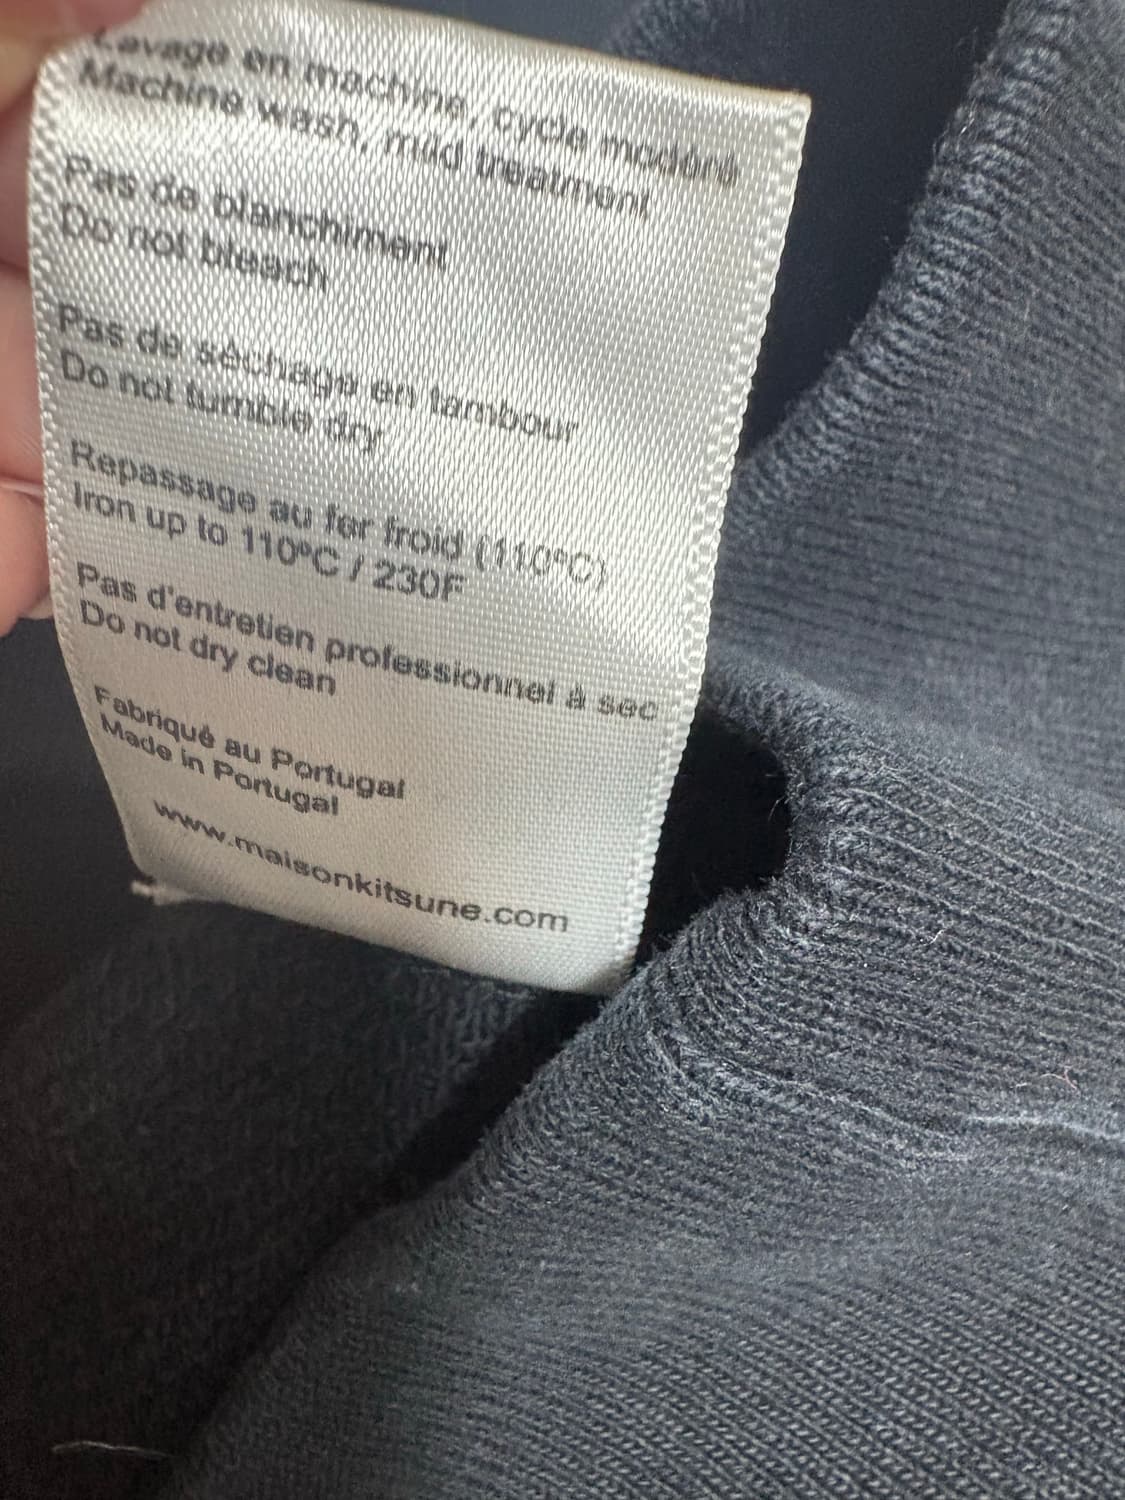 Lavage en machine, cycle modéré
Machine wash, mild treatment
Pas de blanchiment
Do not bleach
Pas de séchage en tambour
Do not tumble dry
Repassage au fer froid (110ºC)
Iron up to 110ºC / 230F
Pas d'entretien professionnel à sec
Do not dry clean
Fabriqué au Portugal
Made in Portugal
www.maisonkitsune.com